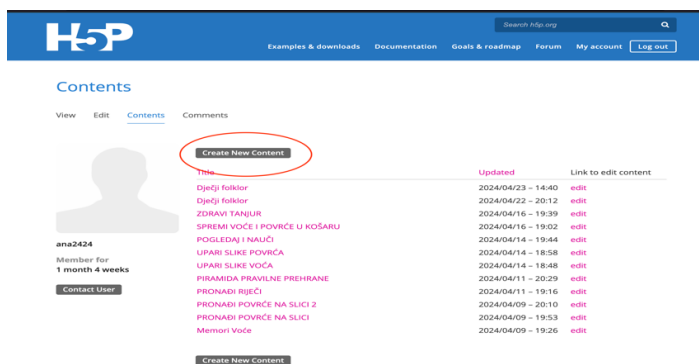 H5P
Search h5p.org
Examples & downloads Documentation Goals & roadmap Forum My account Log out
Contents
View Edit Contents Comments
Create New Content
Title Updated Link to edit content
Dječji folklor 2024/04/23 – 14:40 edit
Dječji folklor 2024/04/22 – 20:12 edit
ZDRAVI TANJUR 2024/04/16 – 19:39 edit
SPREMI VOĆE I POVRĆE U KOŠARU 2024/04/16 – 19:02 edit
POGLEDAJ I NAUČI 2024/04/14 – 19:44 edit
UPARI SLIKE POVRĆA 2024/04/14 – 18:58 edit
UPARI SLIKE VOĆA 2024/04/14 – 18:48 edit
PIRAMIDA PRAVILNE PREHRANE 2024/04/11 – 20:29 edit
PRONAĐI RIJEČI 2024/04/11 – 19:16 edit
PRONAĐI POVRĆE NA SLICI 2 2024/04/09 – 20:10 edit
PRONAĐI POVRĆE NA SLICI 2024/04/09 – 19:53 edit
Memori Voće 2024/04/09 – 19:26 edit
ana2424
Member for
1 month 4 weeks
Contact User
Create New Content